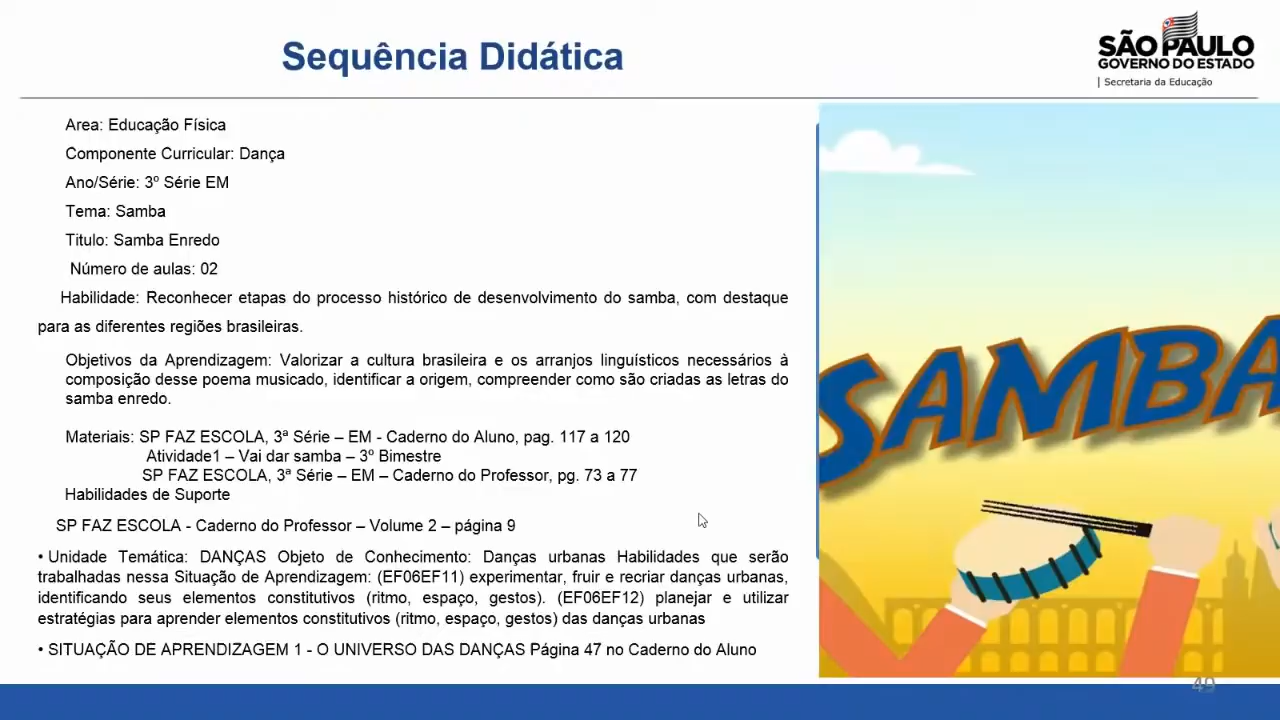 Sequência Didática
SÃO PAULO
GOVERNO DO ESTADO
Secretaria da Educação
Area: Educação Física
Componente Curricular: Dança
Ano/Série: 3º Série EM
Tema: Samba
Titulo: Samba Enredo
Número de aulas: 02
Habilidade: Reconhecer etapas do processo histórico de desenvolvimento do samba, com destaque
para as diferentes regiões brasileiras.
Objetivos da Aprendizagem: Valorizar a cultura brasileira e os arranjos linguísticos necessários à
composição desse poema musicado, identificar a origem, compreender como são criadas as letras do
samba enredo.
Materiais: SP FAZ ESCOLA, 3ª Série – EM - Caderno do Aluno, pag. 117 a 120
Atividade1 – Vai dar samba – 3º Bimestre
SP FAZ ESCOLA, 3ª Série – EM – Caderno do Professor, pg. 73 a 77
Habilidades de Suporte
SP FAZ ESCOLA - Caderno do Professor – Volume 2 – página 9
• Unidade Temática: DANÇAS Objeto de Conhecimento: Danças urbanas Habilidades que serão
trabalhadas nessa Situação de Aprendizagem: (EF06EF11) experimentar, fruir e recriar danças urbanas,
identificando seus elementos constitutivos (ritmo, espaço, gestos). (EF06EF12) planejar e utilizar
estratégias para aprender elementos constitutivos (ritmo, espaço, gestos) das danças urbanas
• SITUAÇÃO DE APRENDIZAGEM 1 - O UNIVERSO DAS DANÇAS Página 47 no Caderno do Aluno
SAMBA
49